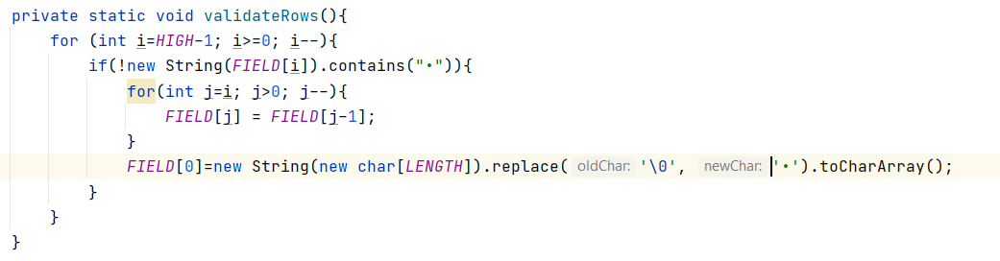 private static void validateRows(){
    for (int i=HIGH-1; i>=0; i--){
        if(!new String(FIELD[i]).contains("•")){
            for(int j=i; j>0; j--){
                FIELD[j] = FIELD[j-1];
            }
            FIELD[0]=new String(new char[LENGTH]).replace( oldChar: '\0', newChar: '•').toCharArray();
        }
    }
}